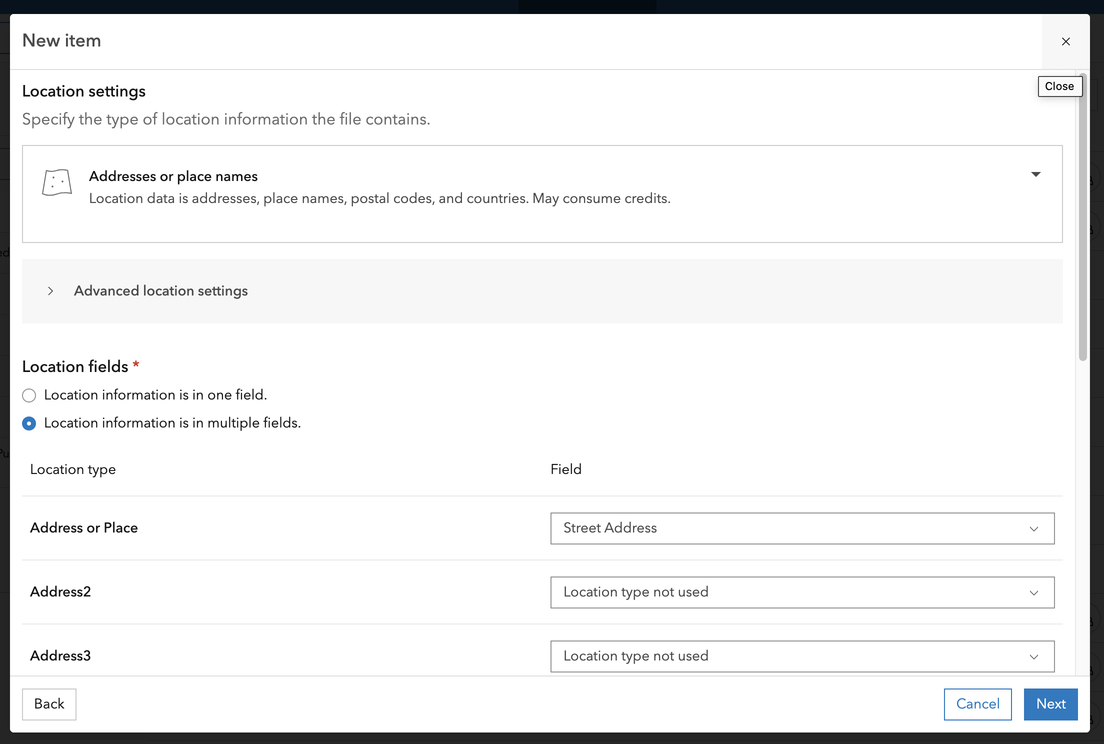 New item
Close
Location settings
Specify the type of location information the file contains.
Addresses or place names
Location data is addresses, place names, postal codes, and countries. May consume credits.
Advanced location settings
Location fields *
Location information is in one field.
Location information is in multiple fields.
Location type Field
Address or Place Street Address
Address2 Location type not used
Address3 Location type not used
Back Cancel Next